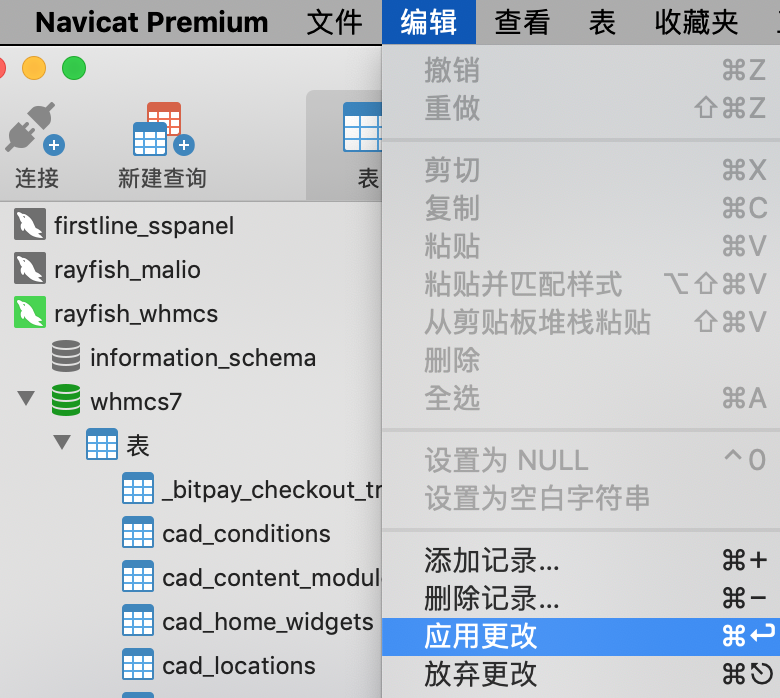 Navicat Premium 文件 编辑 查看 表 收藏夹
连接 新建查询 表
firstline_sspanel
rayfish_malio
rayfish_whmcs
information_schema
whmcs7
表
_bitpay_checkout_tr
cad_conditions
cad_content_modul
cad_home_widgets
cad_locations
撤销 ⌘Z
重做 ⇧⌘Z
剪切 ⌘X
复制 ⌘C
粘贴 ⌘V
粘贴并匹配样式 ⌥⇧⌘V
从剪贴板堆栈粘贴 ⇧⌘V
删除
全选 ⌘A
设置为 NULL ^0
设置为空白字符串
添加记录... ⌘+
删除记录... ⌘−
应用更改 ⌘↩
放弃更改 ⌘⎋